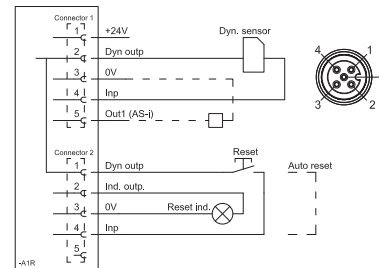 Connector 1
1 +24V
2 Dyn outp
3 0V
4 Inp
5 Out1 (AS-i)
Dyn. sensor
4 1
3 2
Connector 2
1 Dyn outp
2 Ind. outp.
3 0V
4 Inp
5
Reset
Reset ind.
Auto reset
-A1R